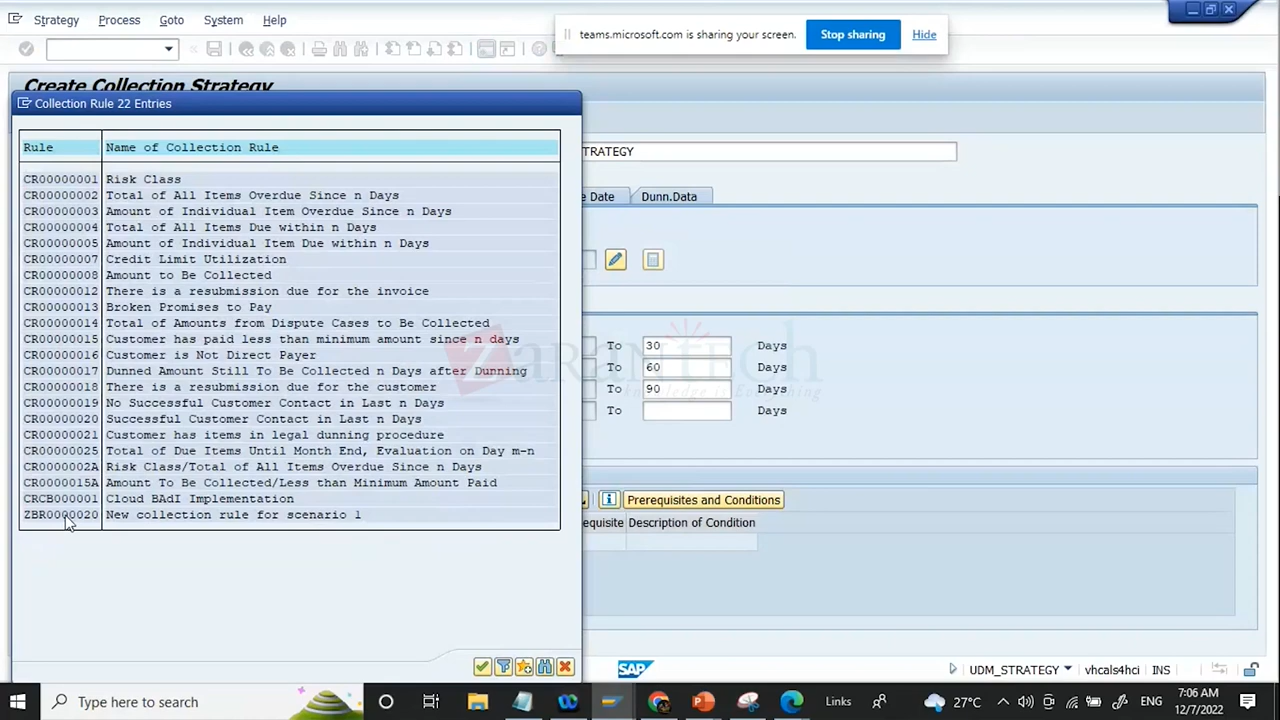 Strategy Process Goto System Help
teams.microsoft.com is sharing your screen. Stop sharing Hide
Create Collection Strategy
Collection Rule 22 Entries
Rule Name of Collection Rule
TRATEGY
CR00000001 Risk Class
CR00000002 Total of All Items Overdue Since n Days
e Date Dunn.Data
CR00000003 Amount of Individual Item Overdue Since n Days
CR00000004 Total of All Items Due within n Days
CR00000005 Amount of Individual Item Due within n Days
CR00000007 Credit Limit Utilization
CR00000008 Amount to Be Collected
CR00000012 There is a resubmission due for the invoice
CR00000013 Broken Promises to Pay
CR00000014 Total of Amounts from Dispute Cases to Be Collected
CR00000015 Customer has paid less than minimum amount since n days
To 30 Days
CR00000016 Customer is Not Direct Payer
CR00000017 Dunned Amount Still To Be Collected n Days after Dunning
To 60 Days
CR00000018 There is a resubmission due for the customer
To 90 Days
CR00000019 No Successful Customer Contact in Last n Days
To Days
CR00000020 Successful Customer Contact in Last n Days
CR00000021 Customer has items in legal dunning procedure
CR00000025 Total of Due Items Until Month End, Evaluation on Day m-n
CR0000002A Risk Class/Total of All Items Overdue Since n Days
CR0000015A Amount To Be Collected/Less than Minimum Amount Paid
CRCB000001 Cloud BAdI Implementation
Prerequisites and Conditions
ZBR0000020 New collection rule for scenario 1
equisite Description of Condition
ZaranTech
Knowledge is Everything
SAP UDM_STRATEGY vhcals4hci INS
Type here to search Links 27°C ENG 7:06 AM
12/7/2022